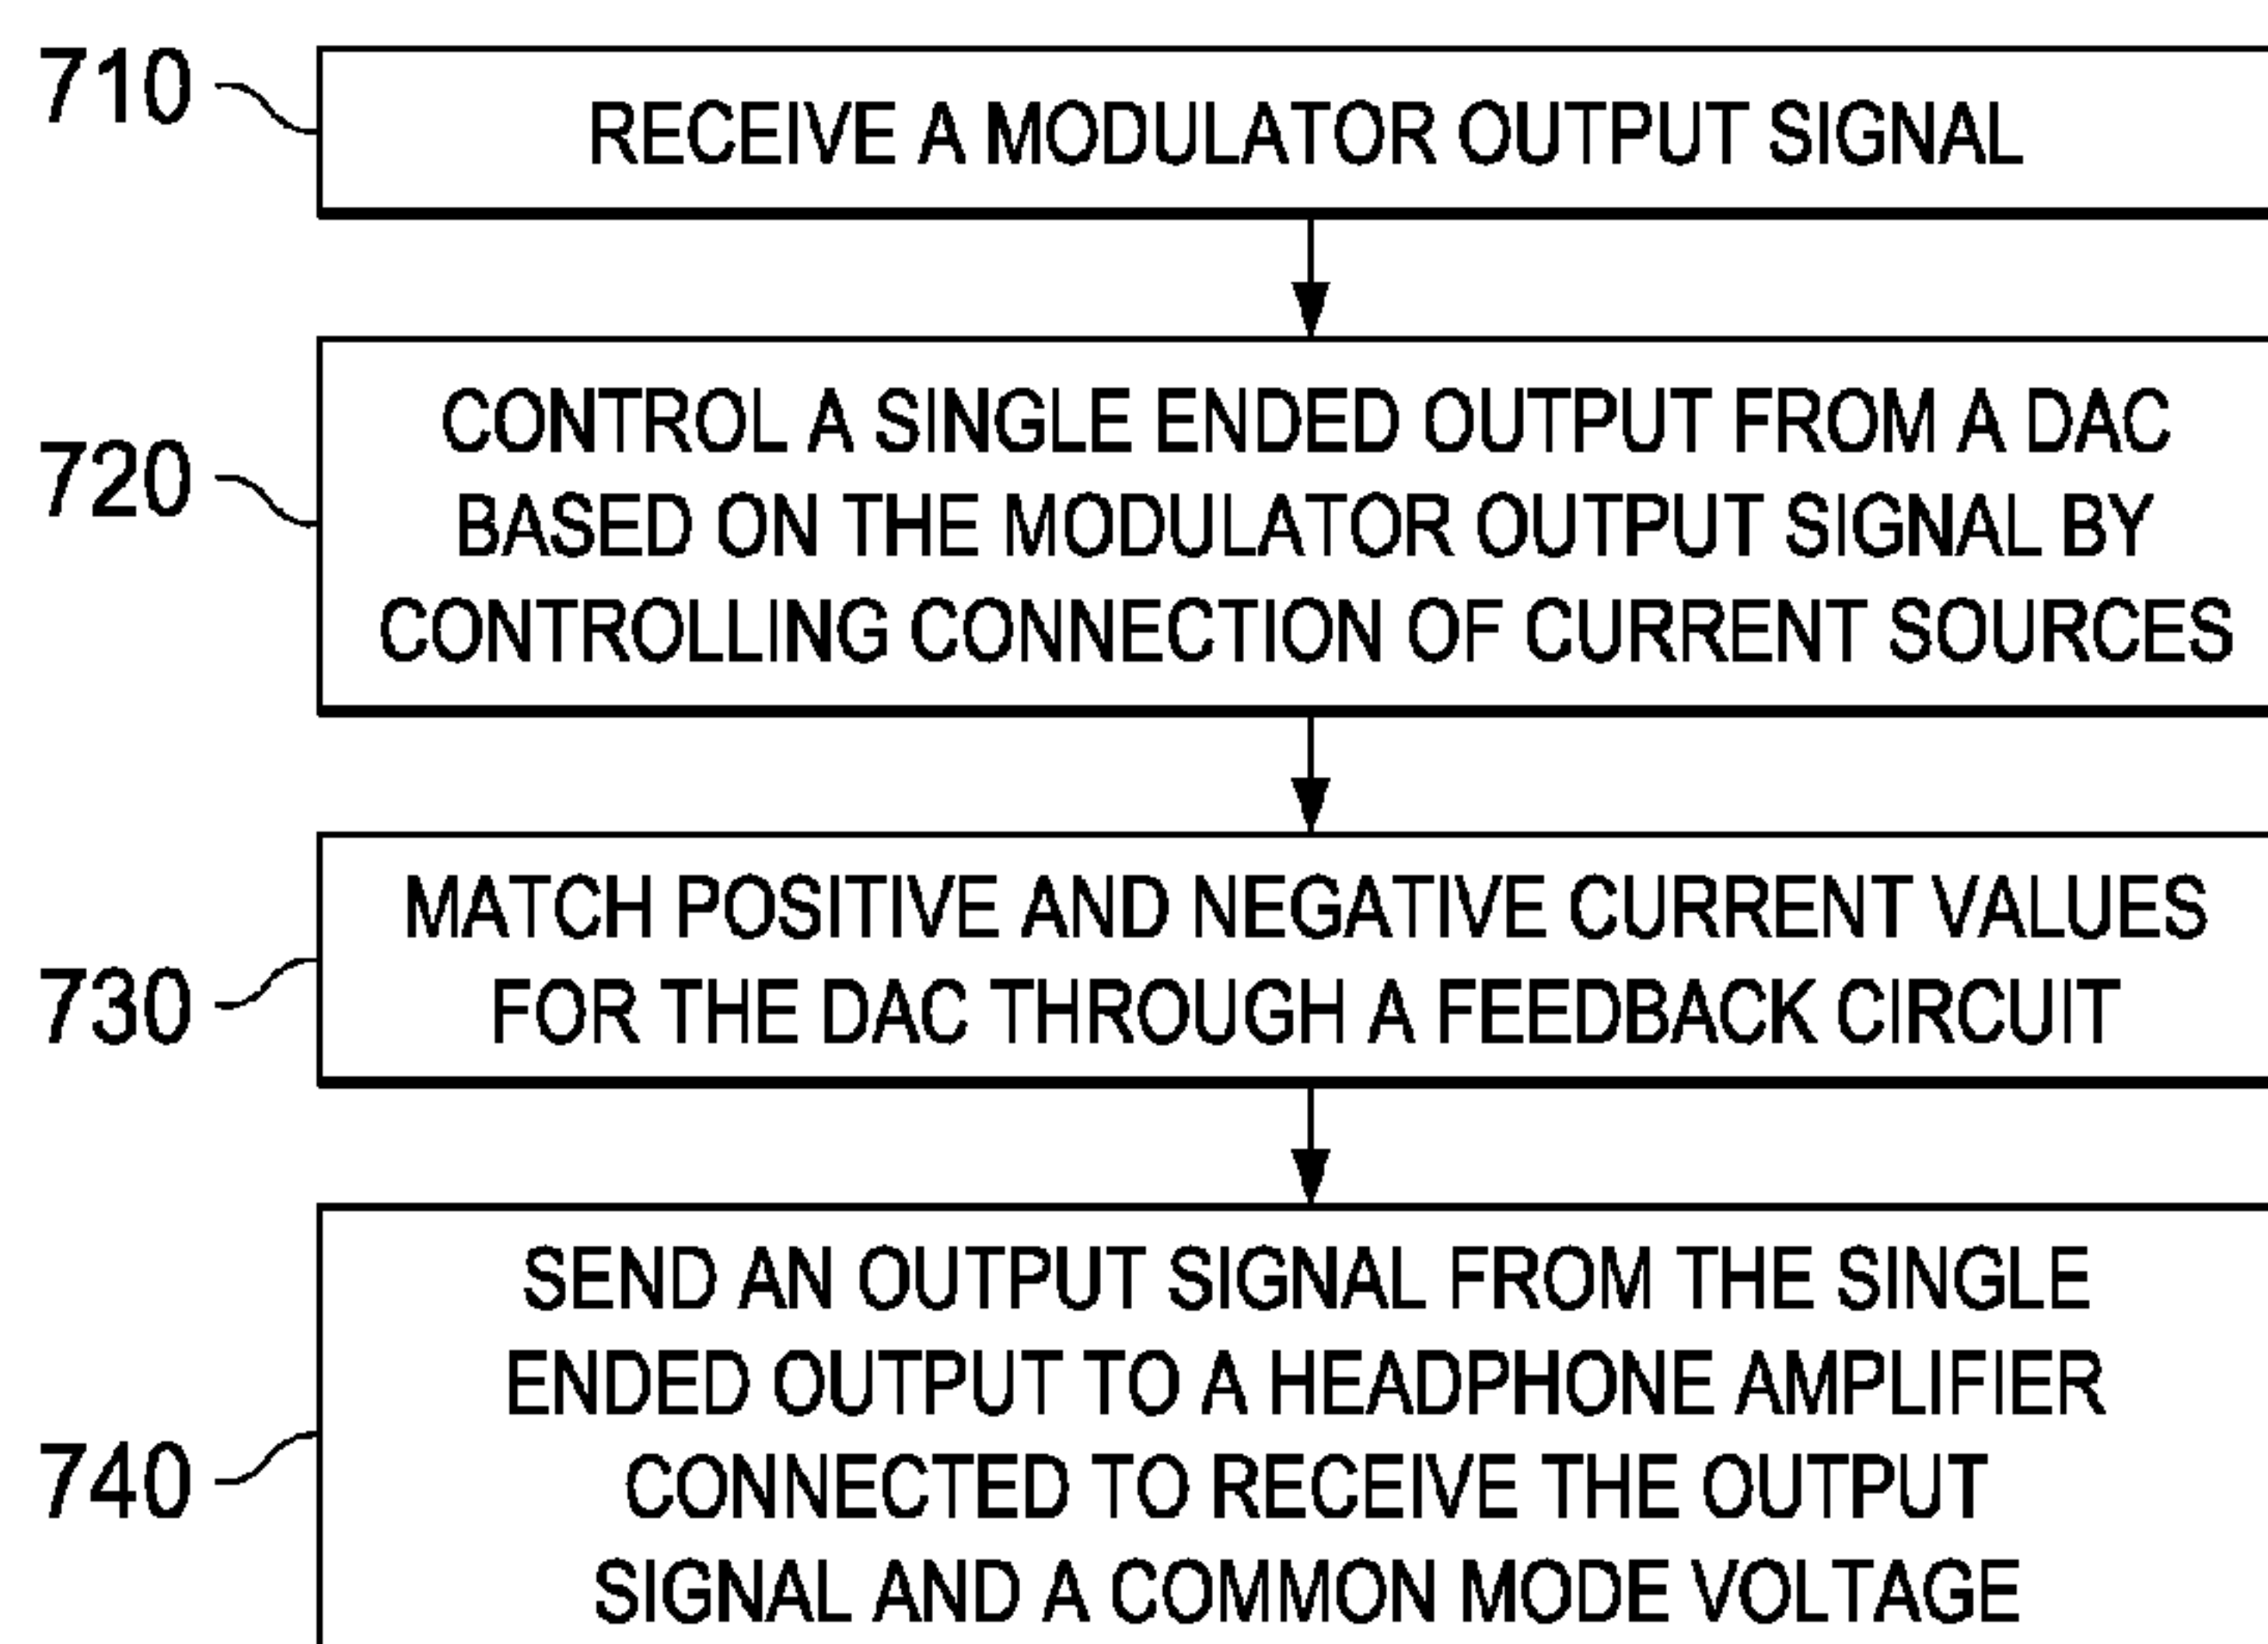 710
RECEIVE A MODULATOR OUTPUT SIGNAL
720
CONTROL A SINGLE ENDED OUTPUT FROM A DAC
BASED ON THE MODULATOR OUTPUT SIGNAL BY
CONTROLLING CONNECTION OF CURRENT SOURCES
730
MATCH POSITIVE AND NEGATIVE CURRENT VALUES
FOR THE DAC THROUGH A FEEDBACK CIRCUIT
740
SEND AN OUTPUT SIGNAL FROM THE SINGLE
ENDED OUTPUT TO A HEADPHONE AMPLIFIER
CONNECTED TO RECEIVE THE OUTPUT
SIGNAL AND A COMMON MODE VOLTAGE